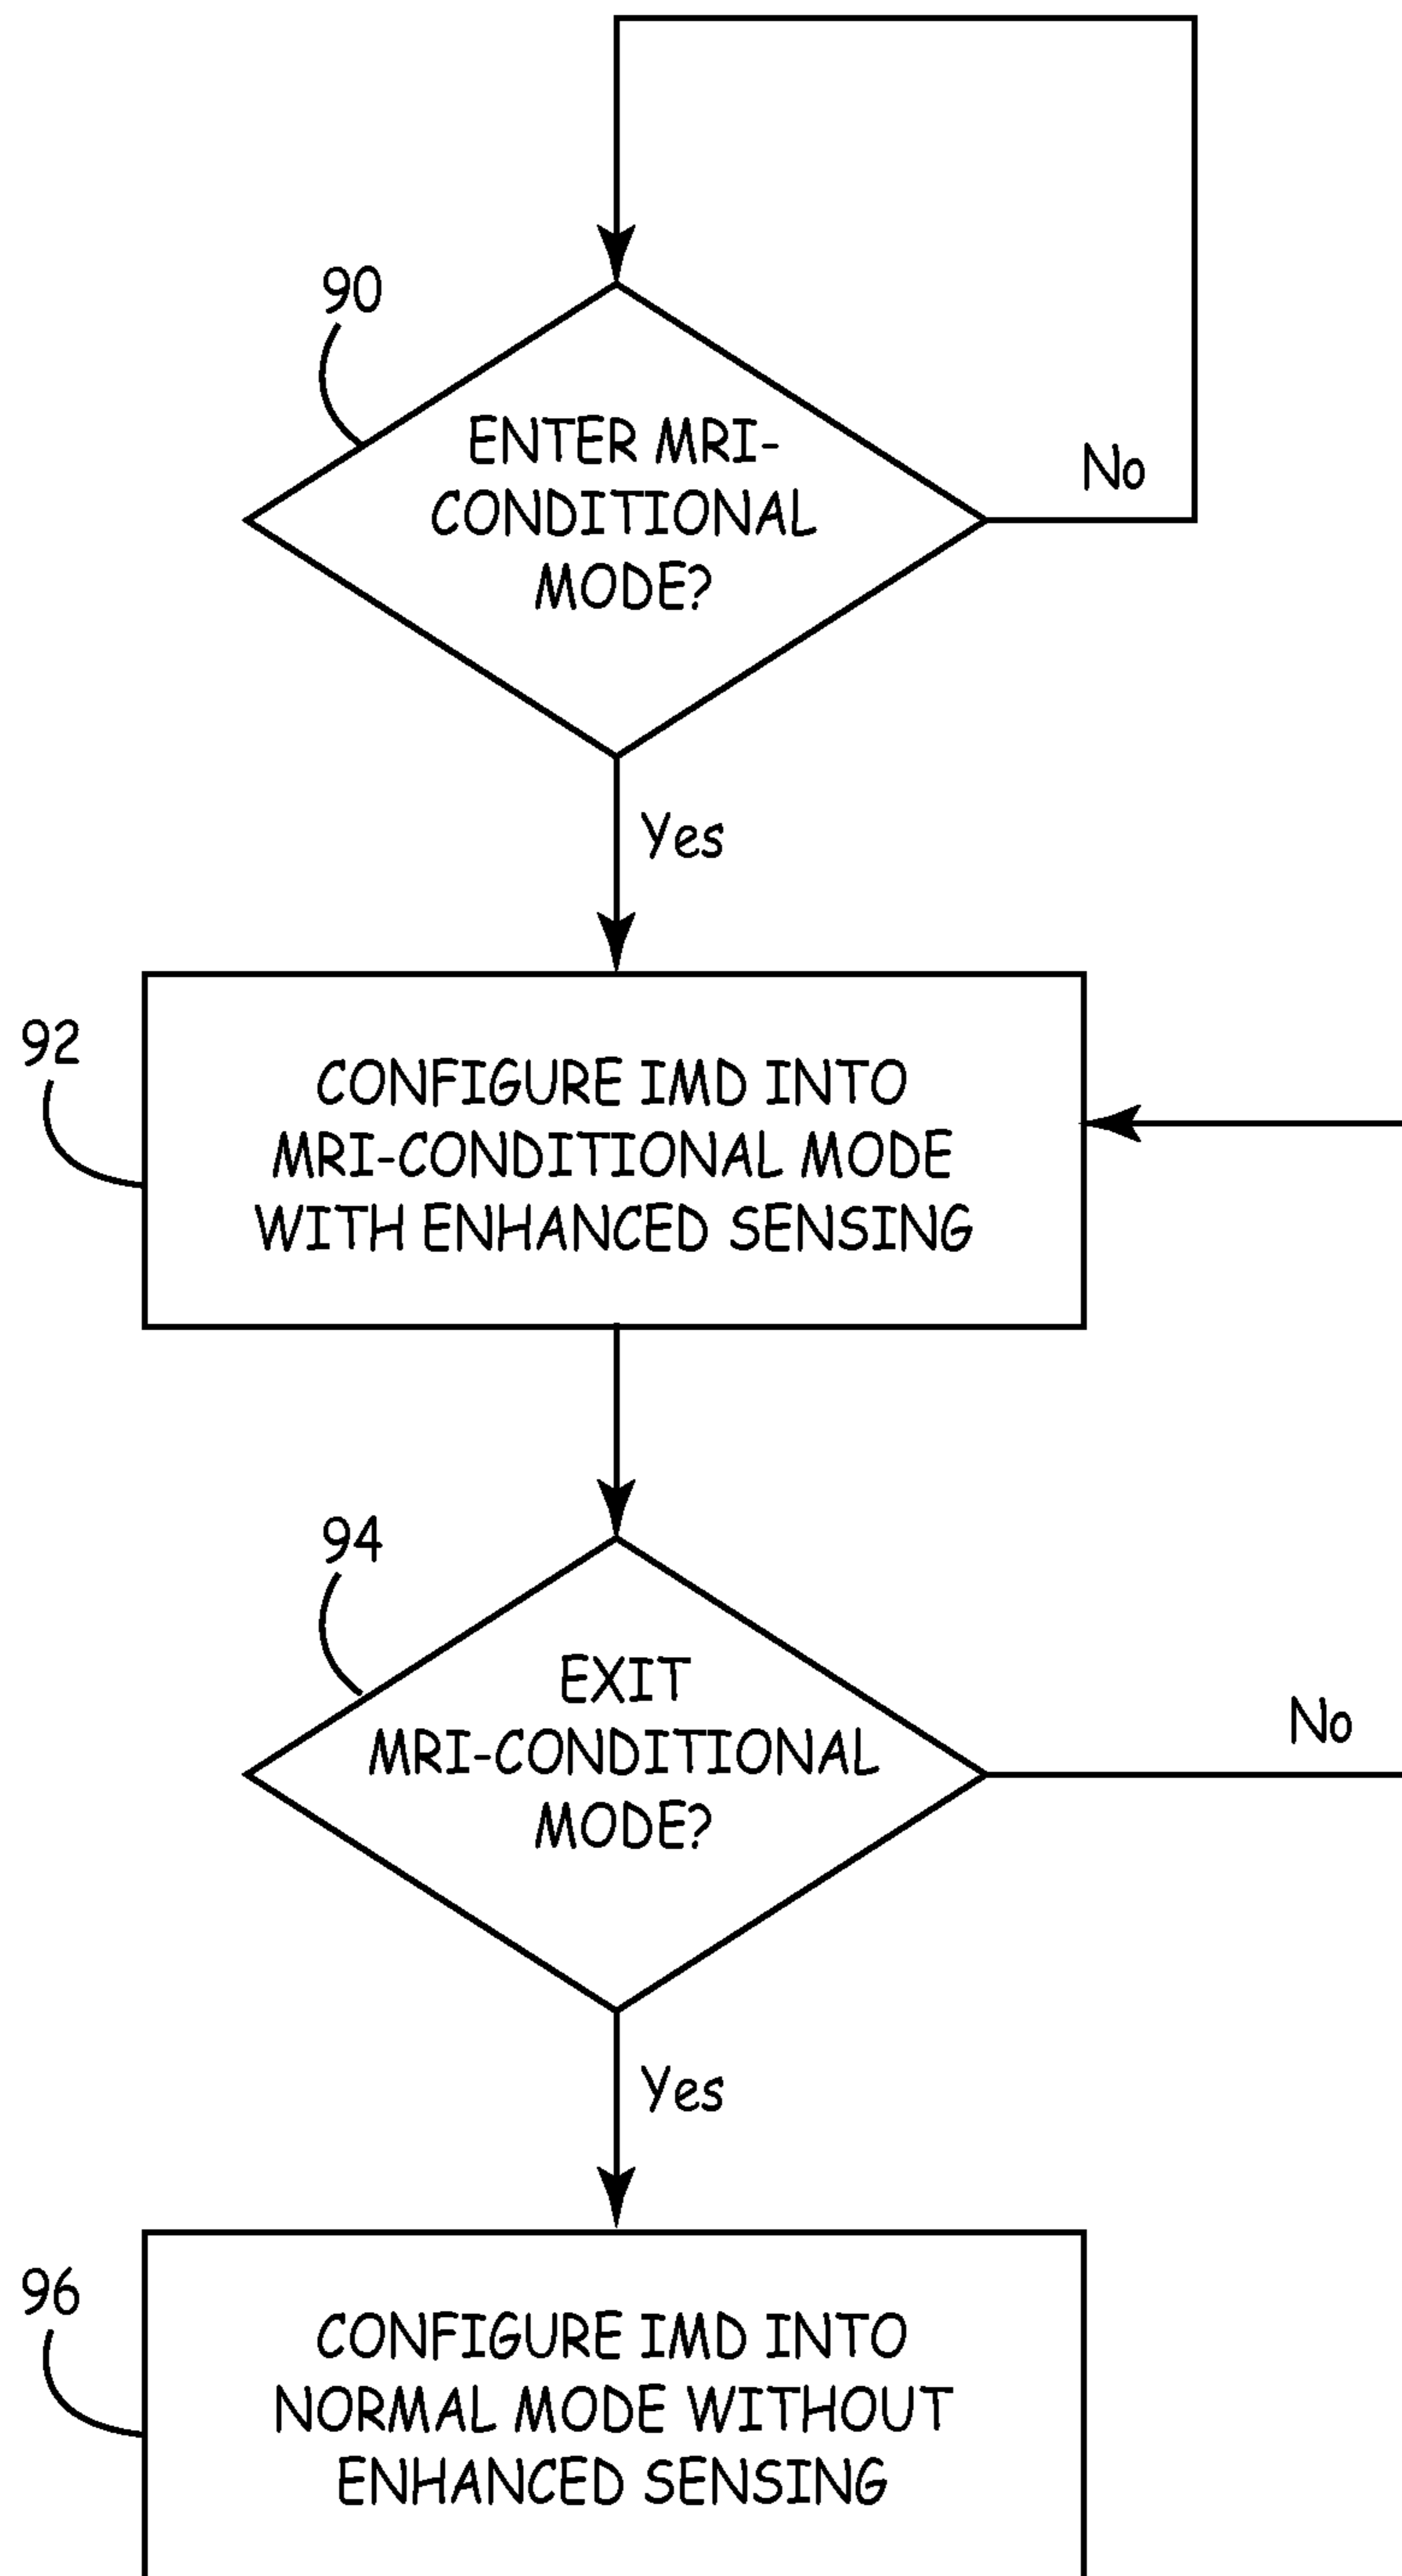 90
ENTER MRI-
CONDITIONAL
MODE?
No
Yes
92
CONFIGURE IMD INTO
MRI-CONDITIONAL MODE
WITH ENHANCED SENSING
94
EXIT
MRI-CONDITIONAL
MODE?
No
Yes
96
CONFIGURE IMD INTO
NORMAL MODE WITHOUT
ENHANCED SENSING